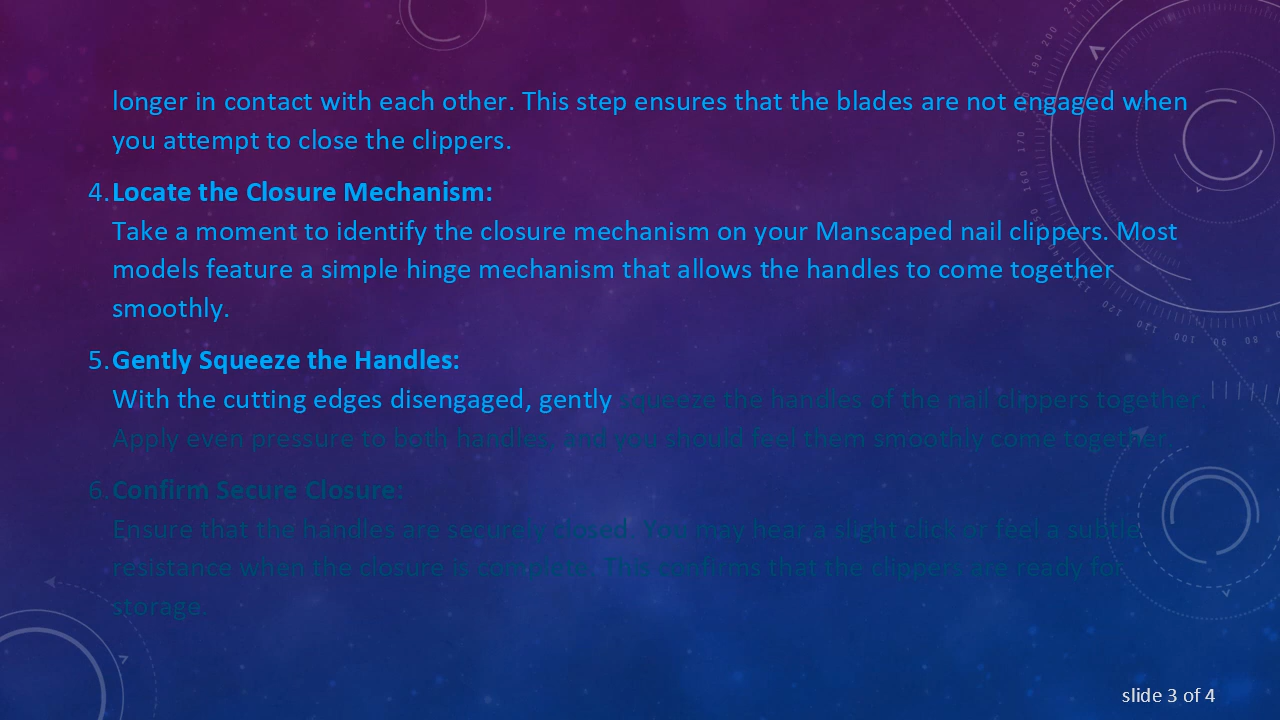 longer in contact with each other. This step ensures that the blades are not engaged when
you attempt to close the clippers.
4. Locate the Closure Mechanism:
Take a moment to identify the closure mechanism on your Manscaped nail clippers. Most
models feature a simple hinge mechanism that allows the handles to come together
smoothly.
5. Gently Squeeze the Handles:
With the cutting edges disengaged, gently squeeze the handles of the nail clippers together.
Apply even pressure to both handles, and you should feel them smoothly come together.
6. Confirm Secure Closure:
Ensure that the handles are securely closed. You may hear a slight click or feel a subtle
resistance when the closure is complete. This confirms that the clippers are ready for
storage.
slide 3 of 4